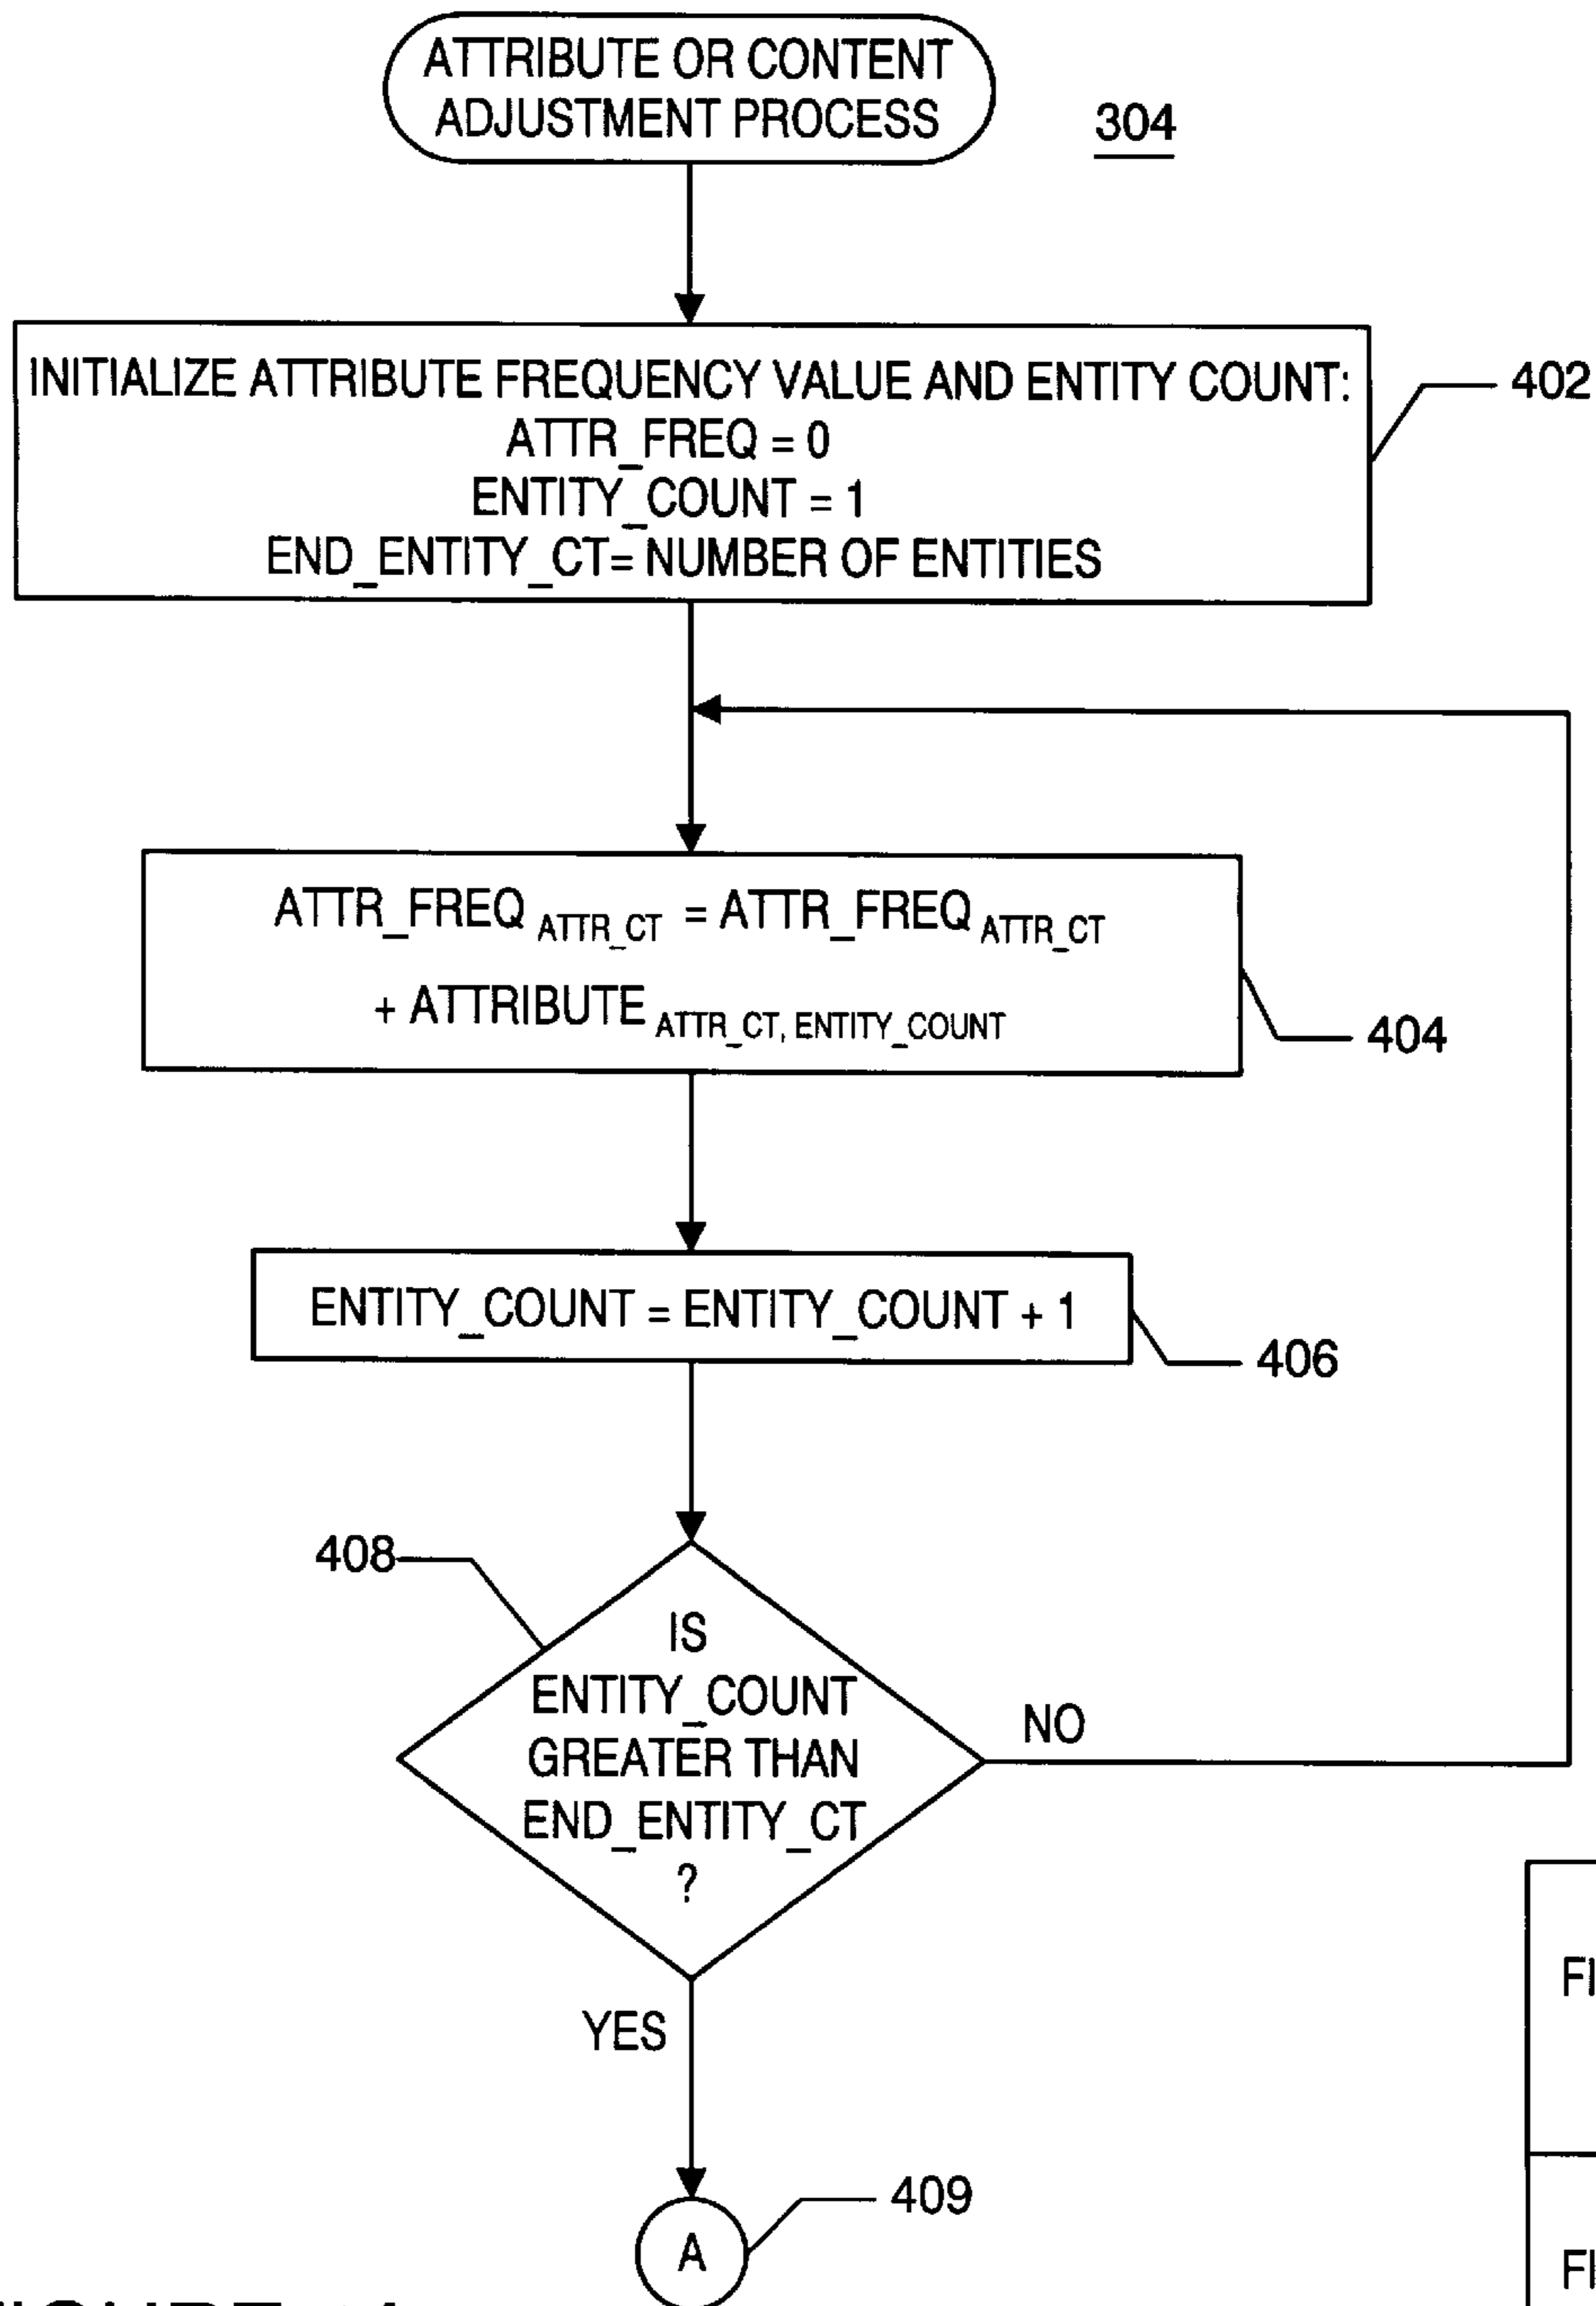 ATTRIBUTE OR CONTENT
ADJUSTMENT PROCESS
304
INITIALIZE ATTRIBUTE FREQUENCY VALUE AND ENTITY COUNT:
ATTR_FREQ = 0
ENTITY_COUNT = 1
END_ENTITY_CT= NUMBER OF ENTITIES
402
ATTR_FREQ ATTR_CT = ATTR_FREQ ATTR_CT
+ ATTRIBUTE ATTR_CT, ENTITY_COUNT
404
ENTITY_COUNT = ENTITY_COUNT + 1
406
408
IS
ENTITY_COUNT
GREATER THAN
END_ENTITY_CT
?
NO
YES
A
409